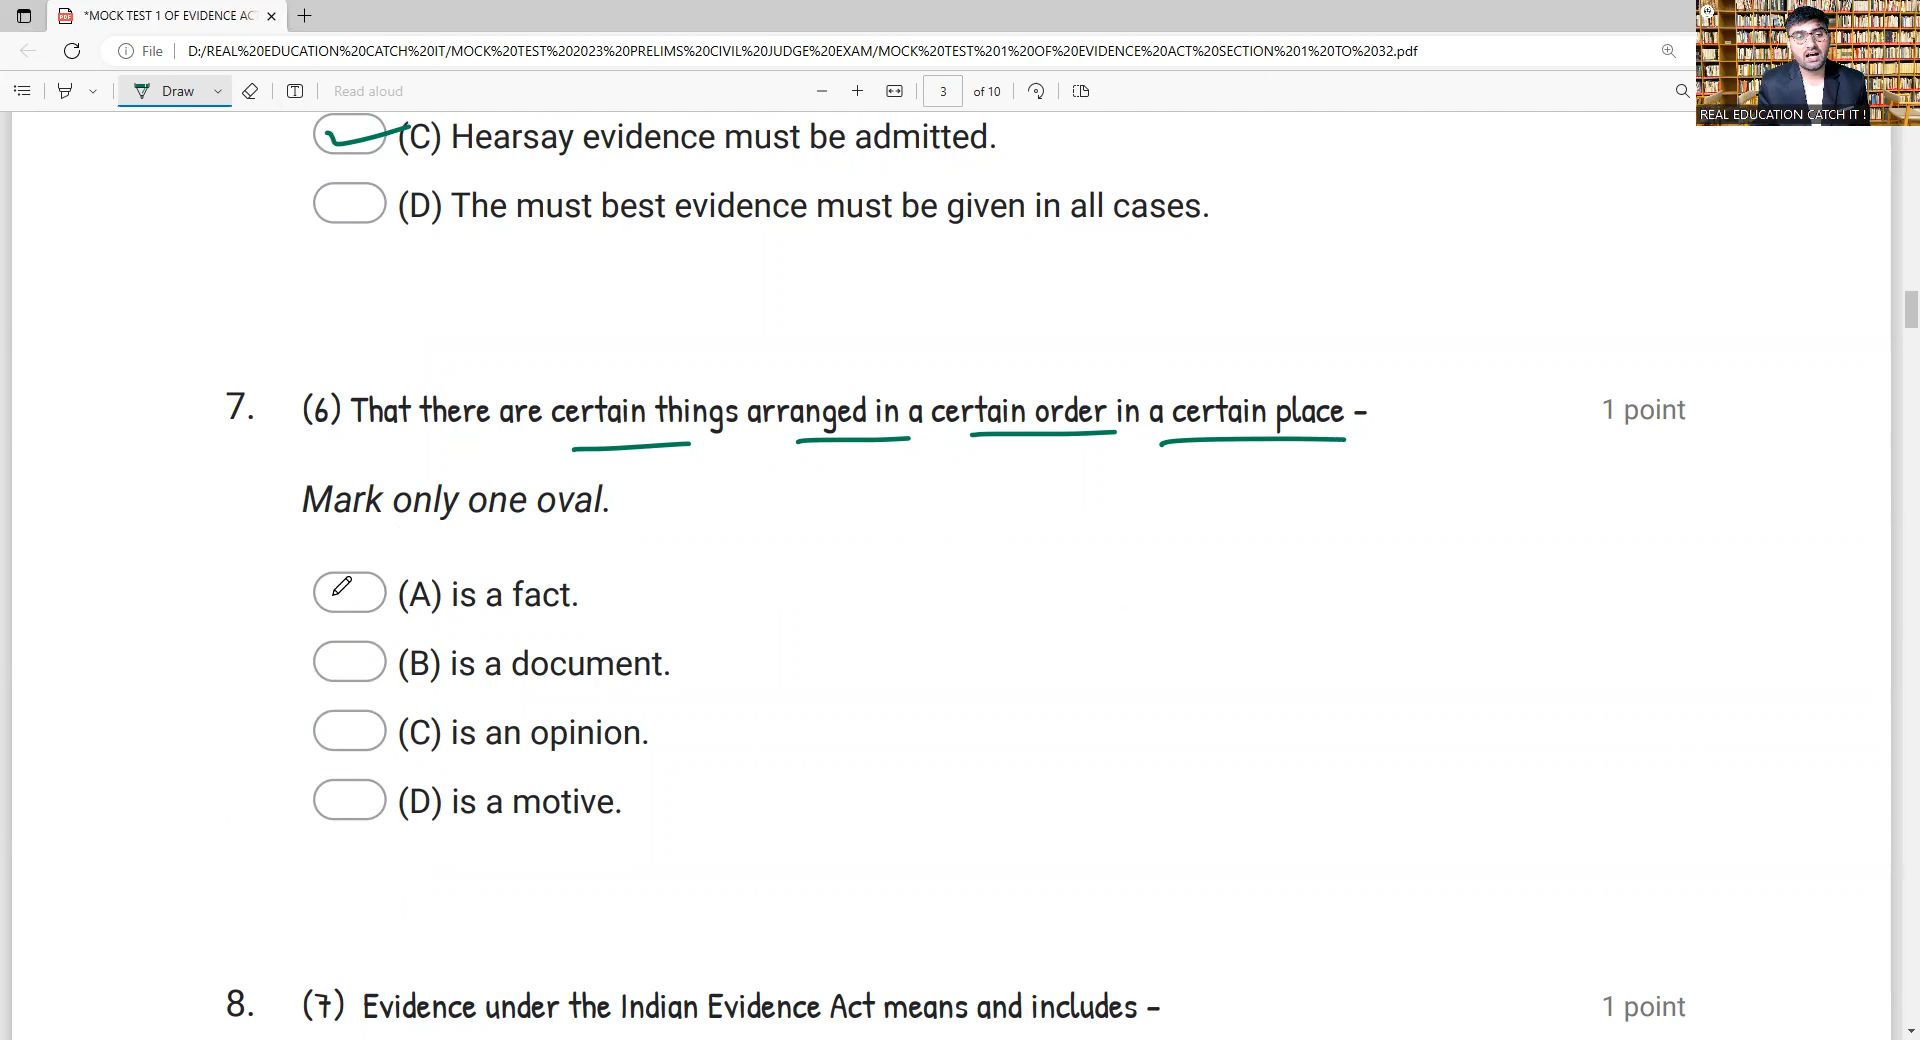 *MOCK TEST 1 OF EVIDENCE AC
File D:/REAL%20EDUCATION%20CATCH%20IT/MOCK%20TEST%202023%20PRELIMS%20CIVIL%20JUDGE%20EXAM/MOCK%20TEST%201%20OF%20EVIDENCE%20ACT%20SECTION%201%20TO%2032.pdf
Draw Read aloud 3 of 10
REAL EDUCATION CATCH IT !
(C) Hearsay evidence must be admitted.
(D) The must best evidence must be given in all cases.
7. (6) That there are certain things arranged in a certain order in a certain place – 1 point
Mark only one oval.
(A) is a fact.
(B) is a document.
(C) is an opinion.
(D) is a motive.
8. (7) Evidence under the Indian Evidence Act means and includes – 1 point